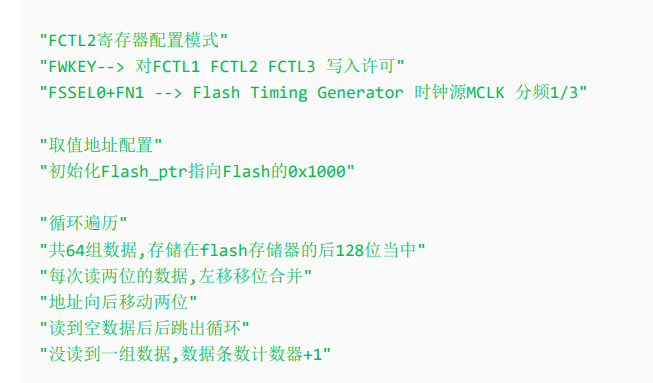 "FCTL2寄存器配置模式"
"FWKEY--> 对FCTL1 FCTL2 FCTL3 写入许可"
"FSSEL0+FN1 --> Flash Timing Generator 时钟源MCLK 分频1/3"
"取值地址配置"
"初始化Flash_ptr指向Flash的0x1000"
"循环遍历"
"共64组数据,存储在flash存储器的后128位当中"
"每次读两位的数据,左移移位合并"
"地址向后移动两位"
"读到空数据后后跳出循环"
"没读到一组数据,数据条数计数器+1"